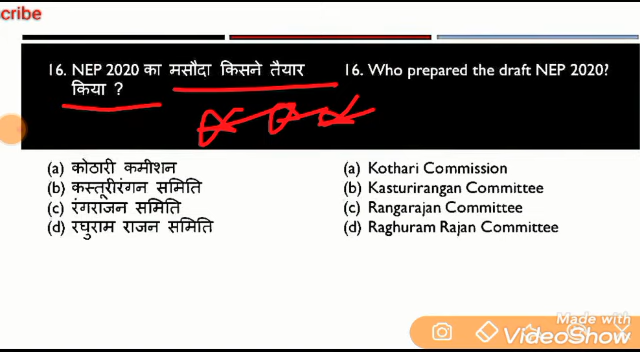 cribe
16. NEP 2020 का मसौदा किसने तैयार
किया ?
16. Who prepared the draft NEP 2020?
(a) कोठारी कमीशन
(b) कस्तूरीरंगन समिति
(c) रंगराजन समिति
(d) रघुराम राजन समिति
(a) Kothari Commission
(b) Kasturirangan Committee
(c) Rangarajan Committee
(d) Raghuram Rajan Committee
Made with
VideoShow